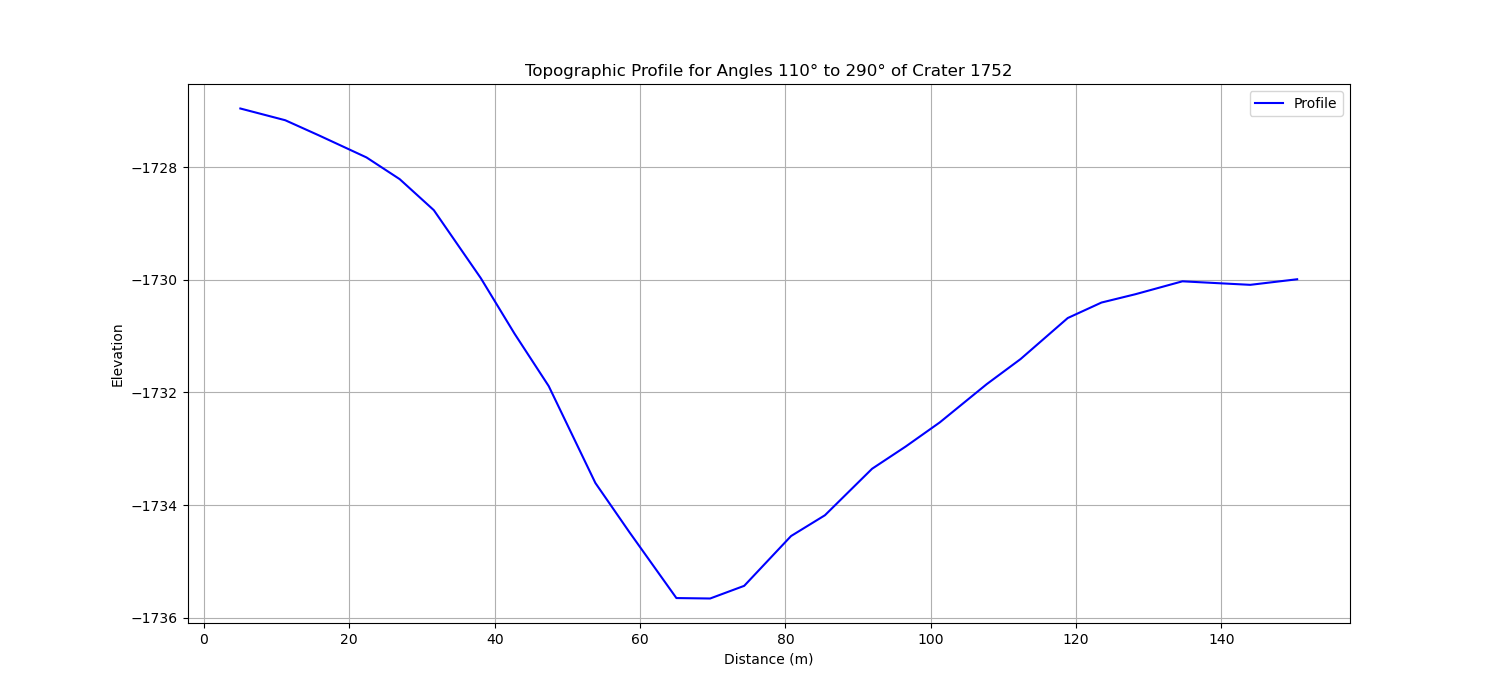 Topographic Profile for Angles 110° to 290° of Crater 1752
Profile
−1728
−1730
−1732
−1734
−1736
Elevation
0 20 40 60 80 100 120 140
Distance (m)